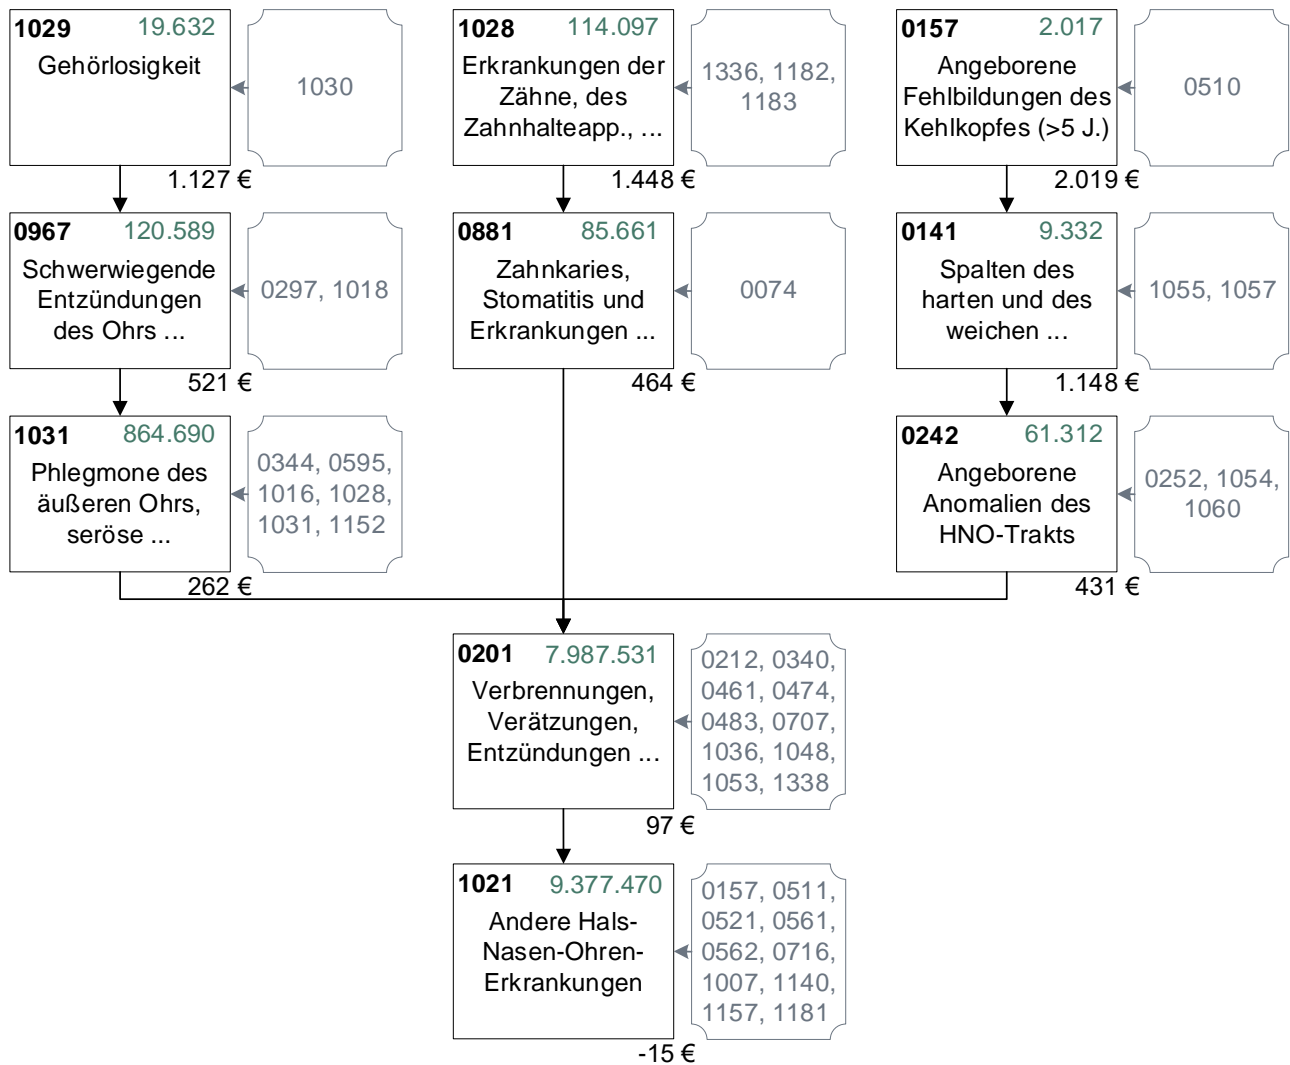 1029 19.632
Gehörlosigkeit
1030
1.127 €
1028 114.097
Erkrankungen der
Zähne, des
Zahnhalteapp., ...
1336, 1182,
1183
1.448 €
0157 2.017
Angeborene
Fehlbildungen des
Kehlkopfes (>5 J.)
0510
2.019 €
0967 120.589
Schwerwiegende
Entzündungen
des Ohrs ...
0297, 1018
521 €
0881 85.661
Zahnkaries,
Stomatitis und
Erkrankungen ...
0074
464 €
0141 9.332
Spalten des
harten und des
weichen ...
1055, 1057
1.148 €
1031 864.690
Phlegmone des
äußeren Ohrs,
seröse ...
0344, 0595,
1016, 1028,
1031, 1152
262 €
0242 61.312
Angeborene
Anomalien des
HNO-Trakts
0252, 1054,
1060
431 €
0201 7.987.531
Verbrennungen,
Verätzungen,
Entzündungen ...
0212, 0340,
0461, 0474,
0483, 0707,
1036, 1048,
1053, 1338
97 €
1021 9.377.470
Andere Hals-
Nasen-Ohren-
Erkrankungen
0157, 0511,
0521, 0561,
0562, 0716,
1007, 1140,
1157, 1181
-15 €